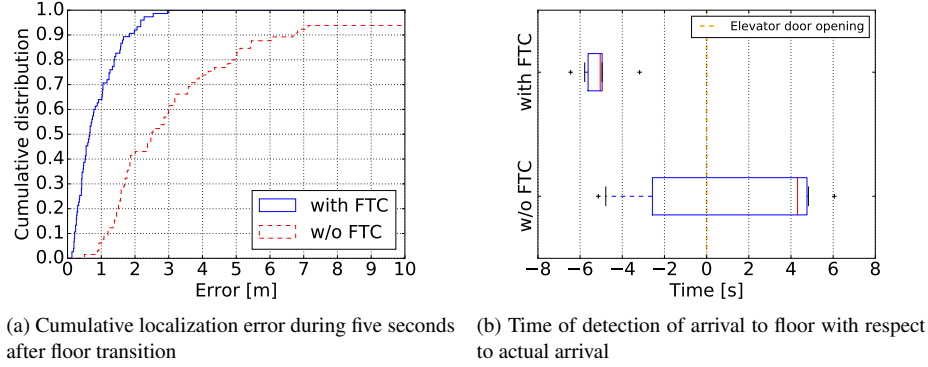 1.0
0.9
0.8
0.7
0.6
0.5
0.4
0.3
0.2
0.1
0.0
Cumulative distribution
with FTC
w/o FTC
0 1 2 3 4 5 6 7 8 9 10
Error [m]
(a) Cumulative localization error during five seconds
after floor transition
Elevator door opening
with FTC
w/o FTC
−8 −6 −4 −2 0 2 4 6 8
Time [s]
(b) Time of detection of arrival to floor with respect
to actual arrival